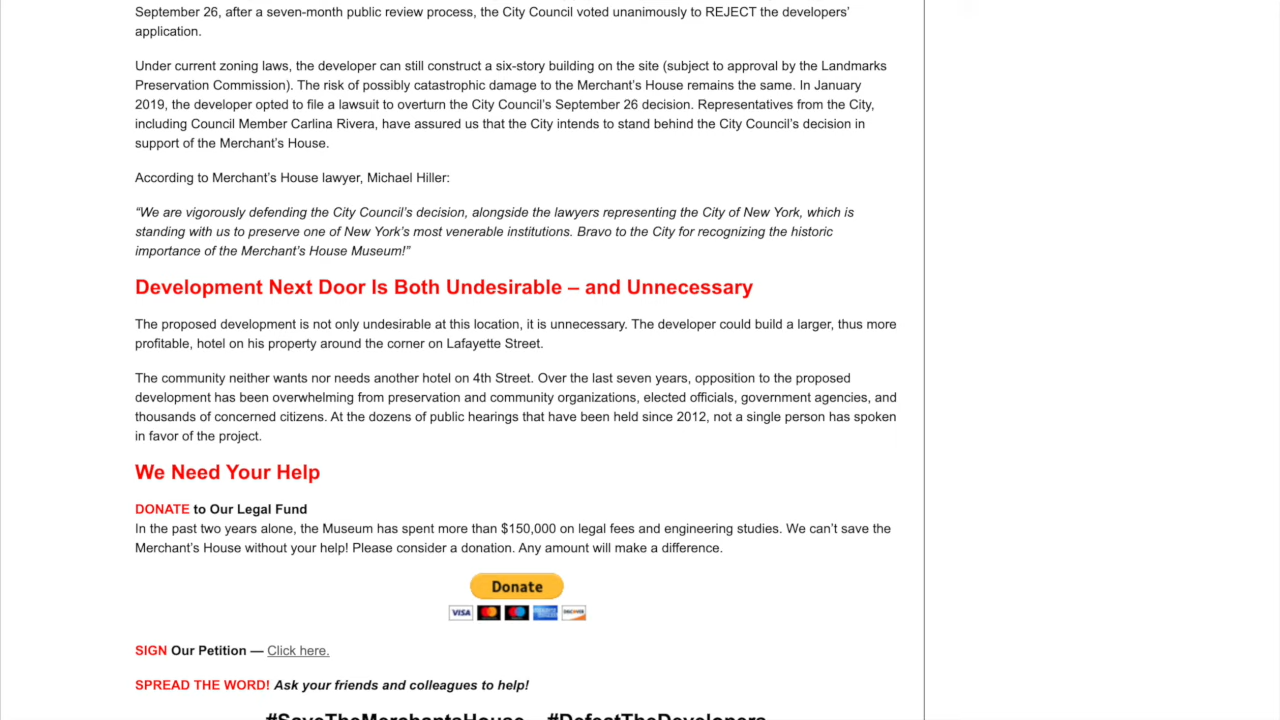 September 26, after a seven-month public review process, the City Council voted unanimously to REJECT the developers’
application.
Under current zoning laws, the developer can still construct a six-story building on the site (subject to approval by the Landmarks
Preservation Commission). The risk of possibly catastrophic damage to the Merchant’s House remains the same. In January
2019, the developer opted to file a lawsuit to overturn the City Council’s September 26 decision. Representatives from the City,
including Council Member Carlina Rivera, have assured us that the City intends to stand behind the City Council’s decision in
support of the Merchant’s House.
According to Merchant’s House lawyer, Michael Hiller:
“We are vigorously defending the City Council’s decision, alongside the lawyers representing the City of New York, which is
standing with us to preserve one of New York’s most venerable institutions. Bravo to the City for recognizing the historic
importance of the Merchant’s House Museum!”
Development Next Door Is Both Undesirable – and Unnecessary
The proposed development is not only undesirable at this location, it is unnecessary. The developer could build a larger, thus more
profitable, hotel on his property around the corner on Lafayette Street.
The community neither wants nor needs another hotel on 4th Street. Over the last seven years, opposition to the proposed
development has been overwhelming from preservation and community organizations, elected officials, government agencies, and
thousands of concerned citizens. At the dozens of public hearings that have been held since 2012, not a single person has spoken
in favor of the project.
We Need Your Help
DONATE to Our Legal Fund
In the past two years alone, the Museum has spent more than $150,000 on legal fees and engineering studies. We can’t save the
Merchant’s House without your help! Please consider a donation. Any amount will make a difference.
Donate
VISA DISCOVER
SIGN Our Petition — Click here.
SPREAD THE WORD! Ask your friends and colleagues to help!
#SaveTheMerchantsHouse #DefeatTheDevelopers